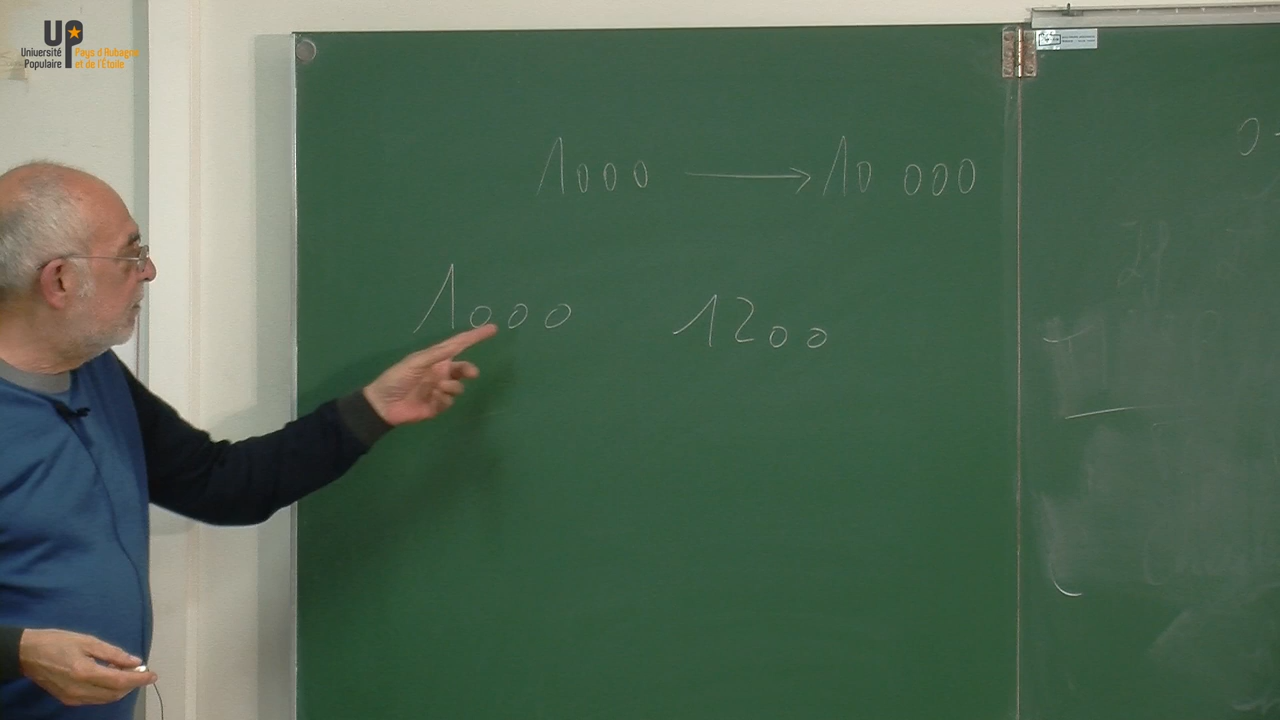 UP
Université Pays d'Aubagne
Populaire et de l'Étoile
1000 → 10 000
1000 1200